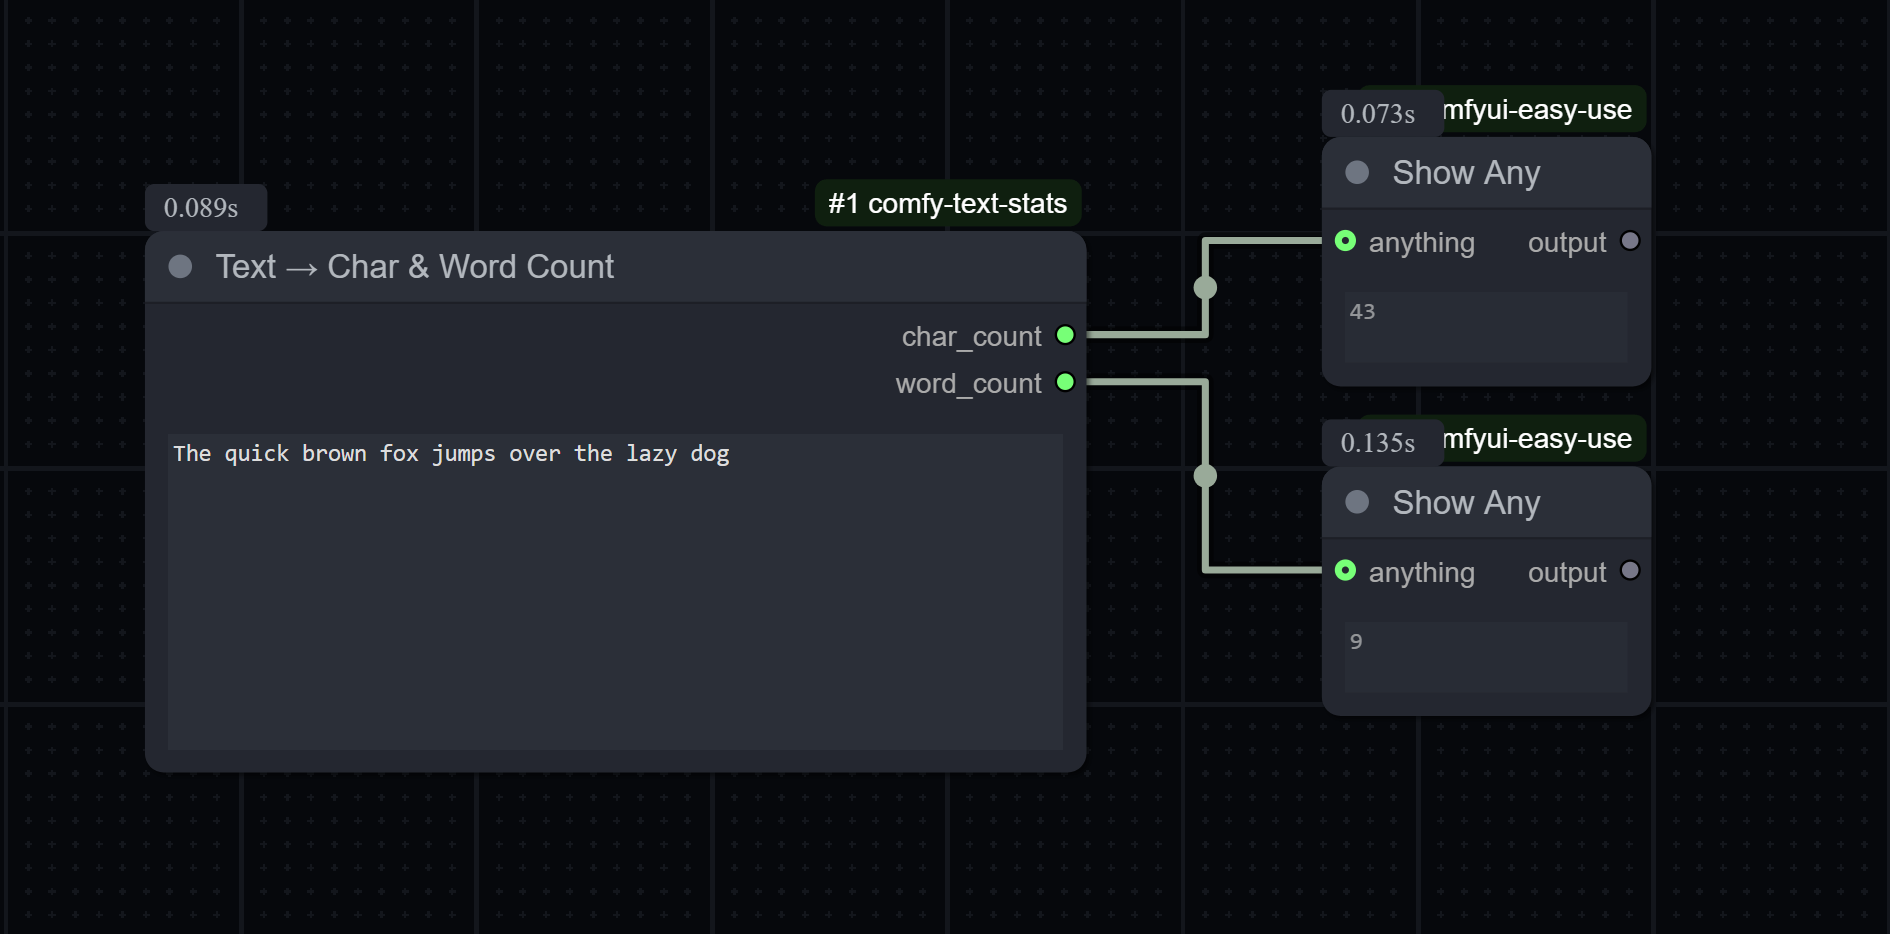 0.089s
#1 comfy-text-stats
Text → Char & Word Count
char_count
word_count
The quick brown fox jumps over the lazy dog
0.073s mfyui-easy-use
Show Any
anything output
43
0.135s mfyui-easy-use
Show Any
anything output
9